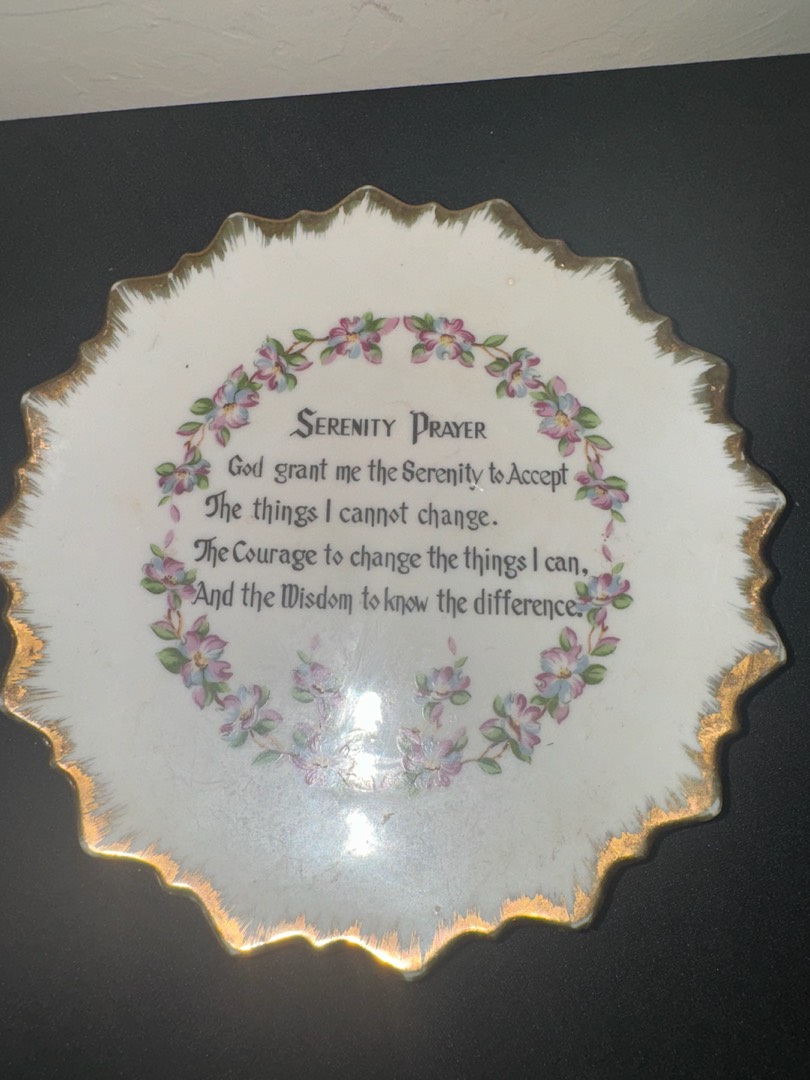 SERENITY PRAYER
God grant me the Serenity to Accept
The things I cannot change.
The Courage to change the things I can,
And the Wisdom to know the difference.